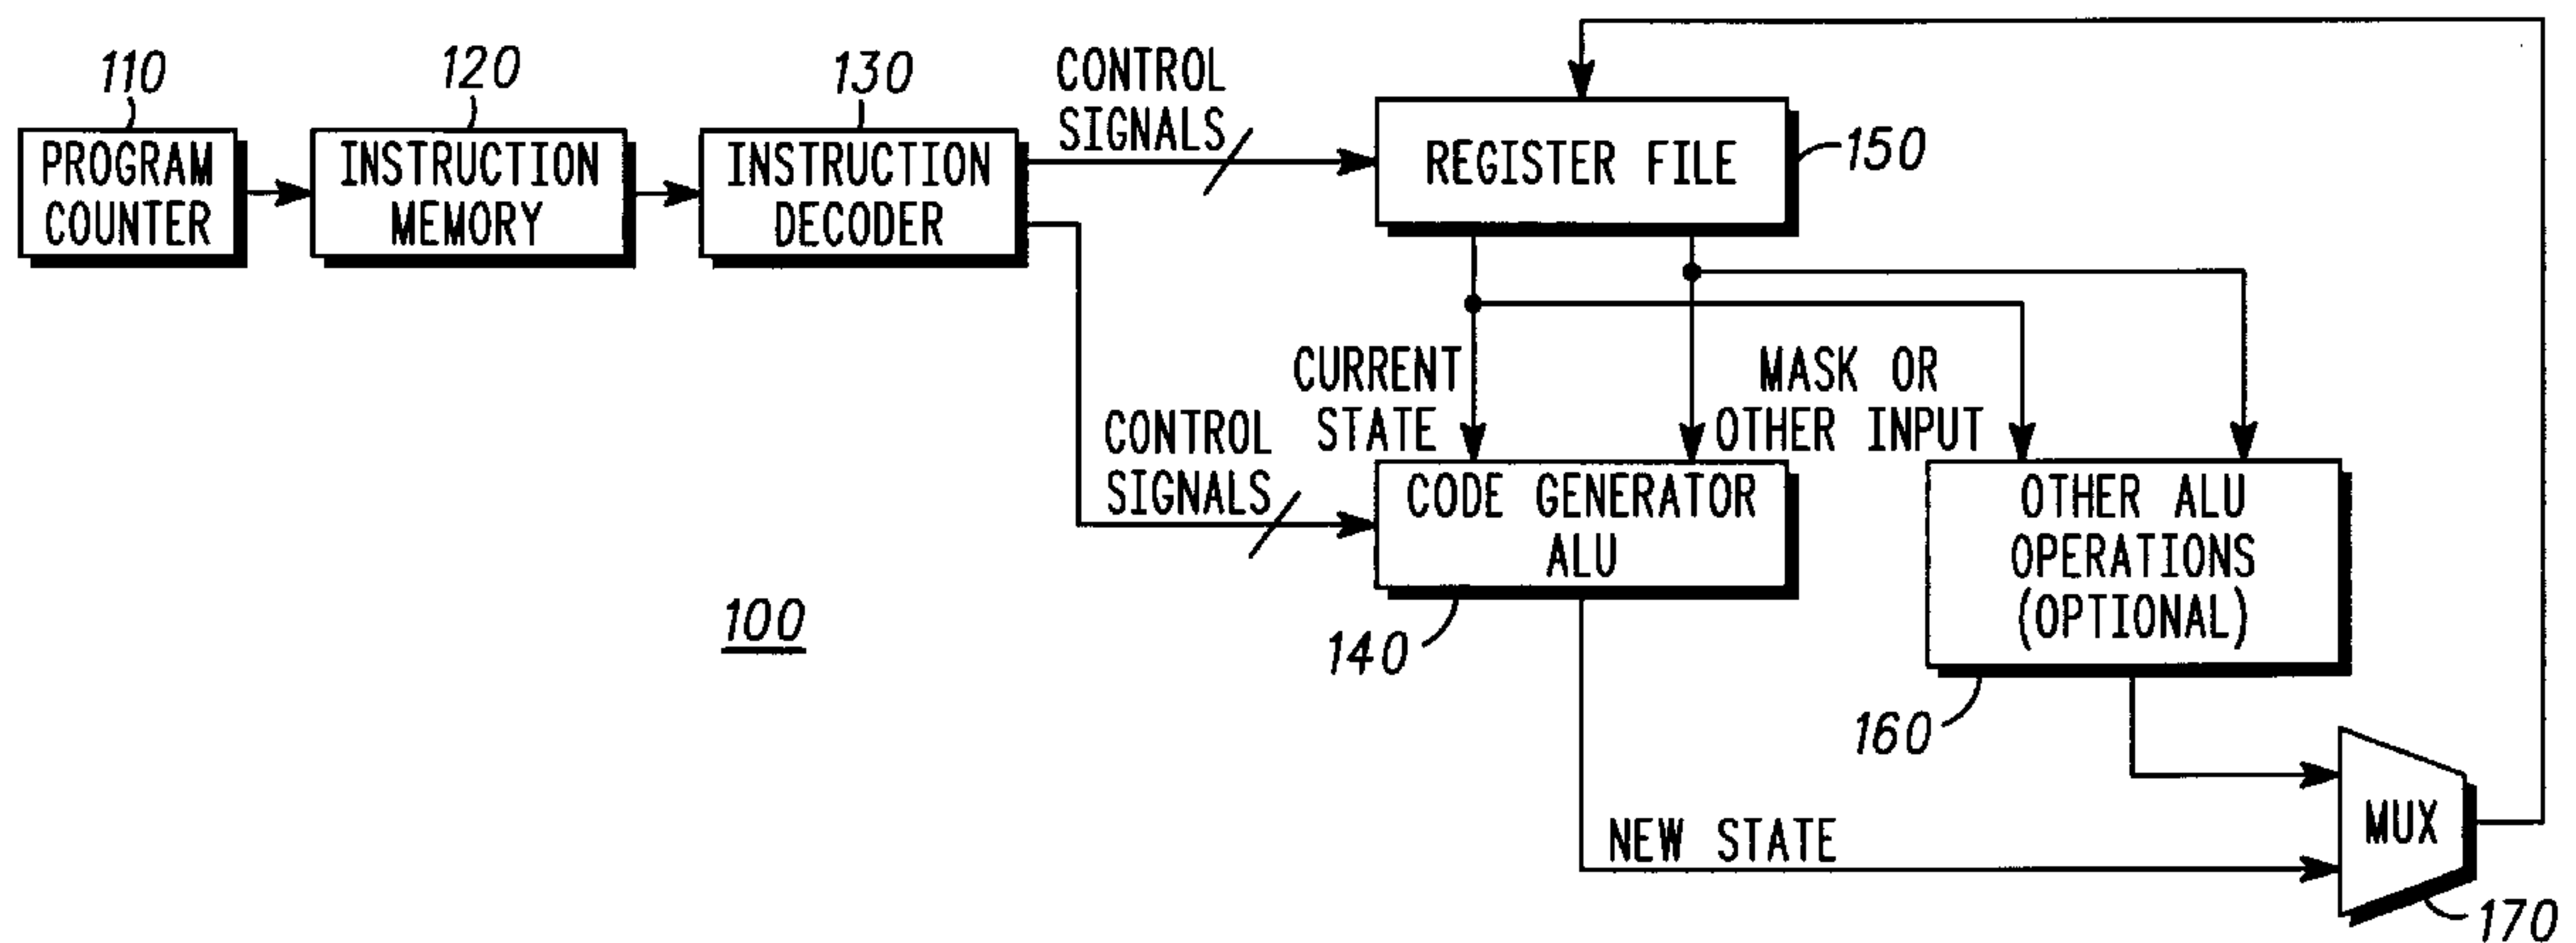 110
PROGRAM
COUNTER
120
INSTRUCTION
MEMORY
130
INSTRUCTION
DECODER
CONTROL
SIGNALS
REGISTER FILE
150
CONTROL
SIGNALS
CURRENT
STATE
MASK OR
OTHER INPUT
CODE GENERATOR
ALU
140
OTHER ALU
OPERATIONS
(OPTIONAL)
160
100
NEW STATE
MUX
170